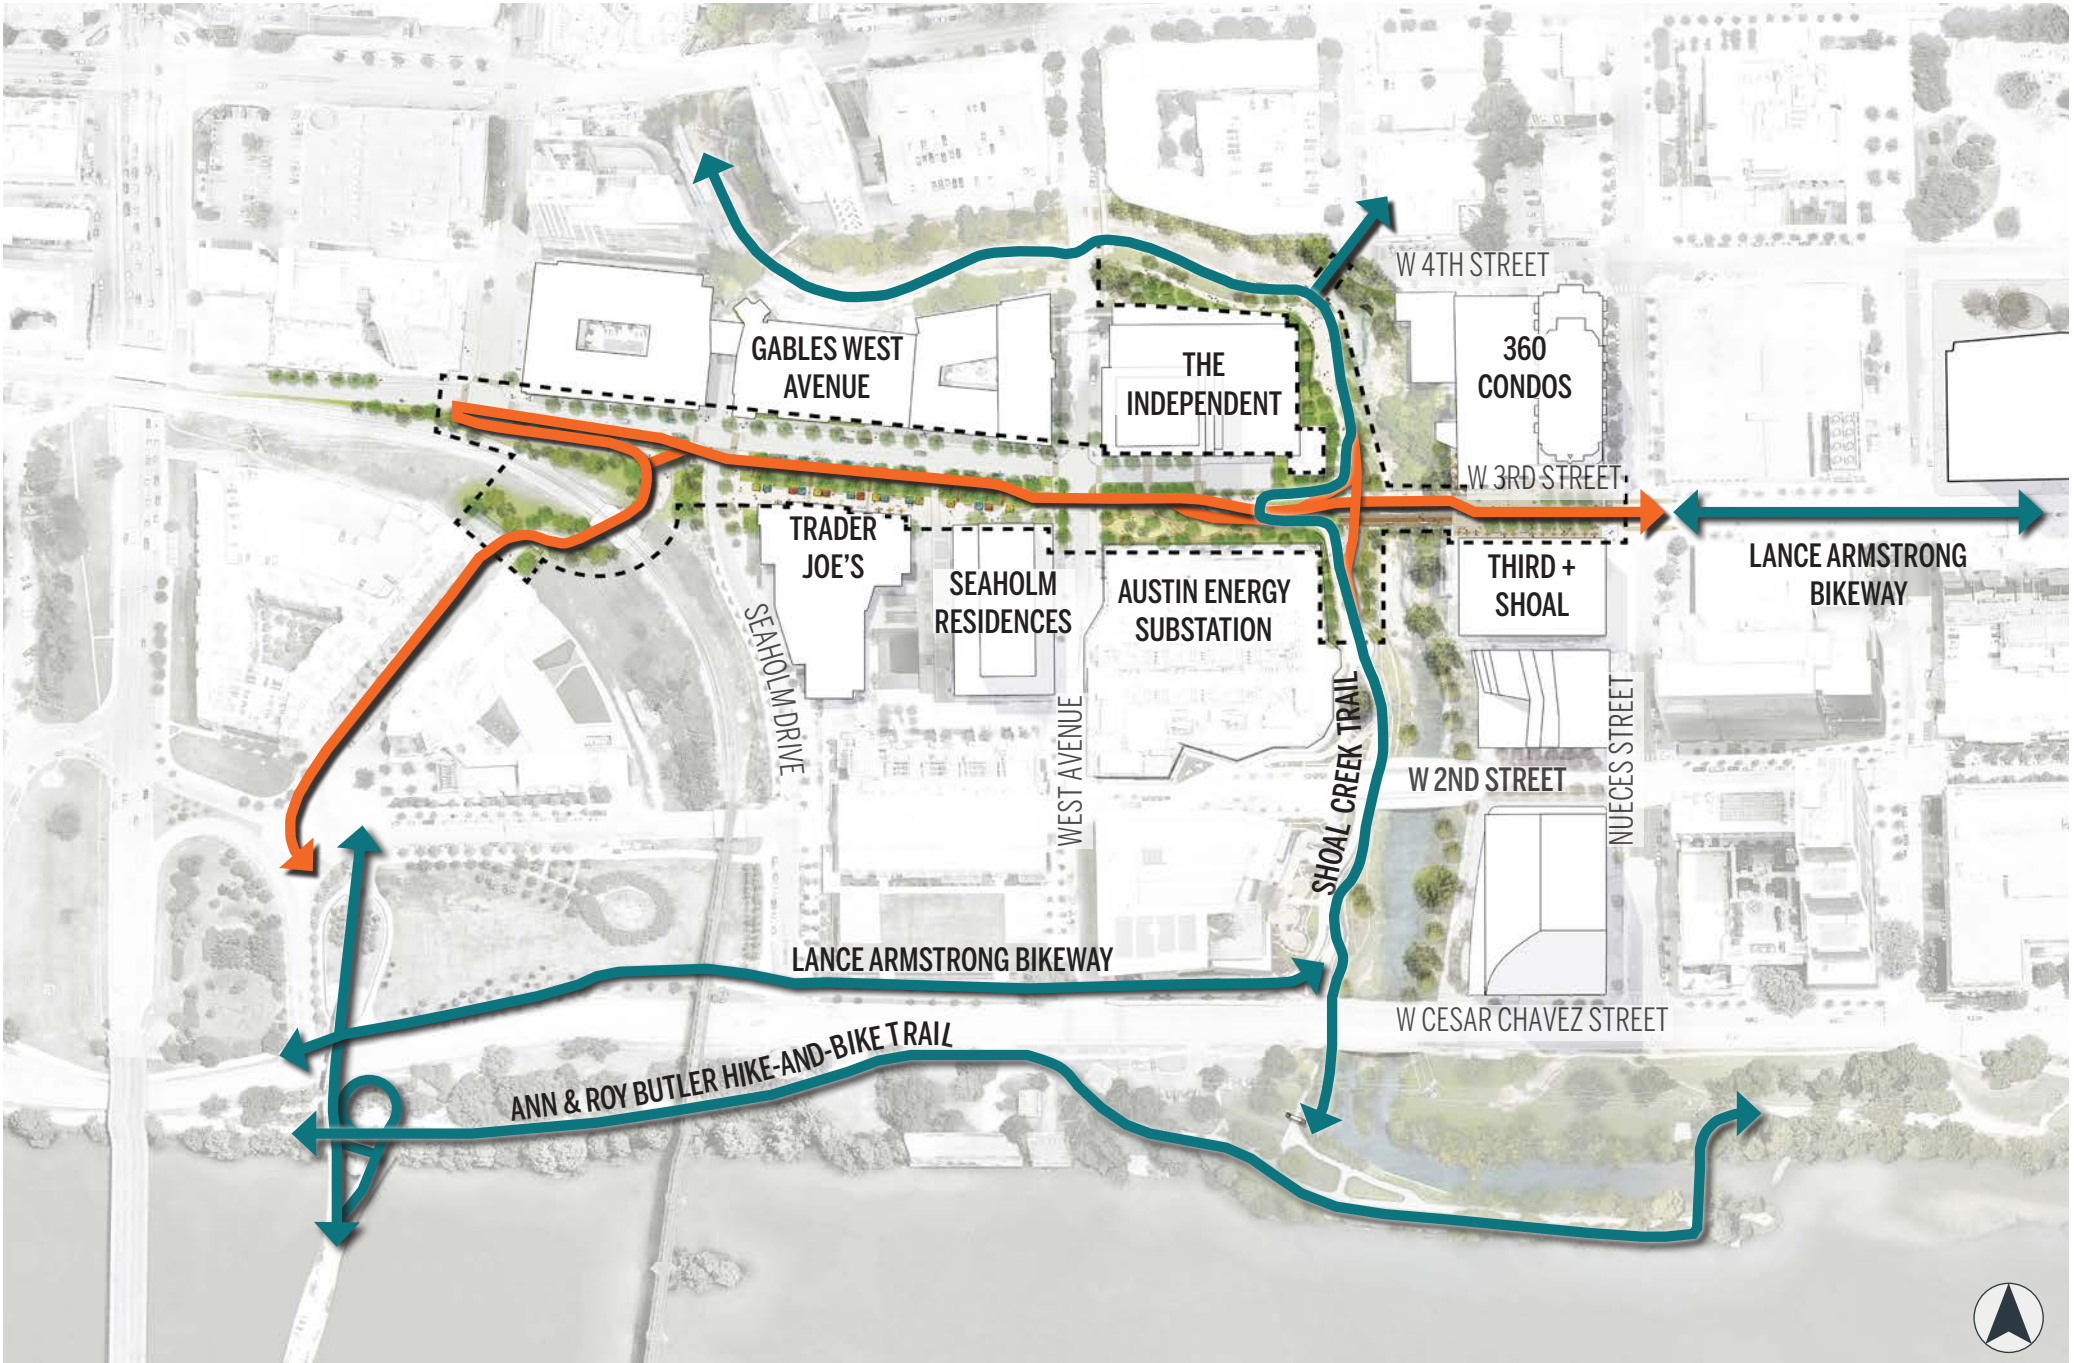 W 4TH STREET
GABLES WEST
AVENUE
THE
INDEPENDENT
360
CONDOS
W 3RD STREET
TRADER
JOE'S
SEAHOLM
RESIDENCES
AUSTIN ENERGY
SUBSTATION
THIRD +
SHOAL
LANCE ARMSTRONG
BIKEWAY
SEAHOLM DRIVE
WEST AVENUE
SHOAL CREEK TRAIL
W 2ND STREET
NUECES STREET
LANCE ARMSTRONG BIKEWAY
W CESAR CHAVEZ STREET
ANN & ROY BUTLER HIKE-AND-BIKE TRAIL